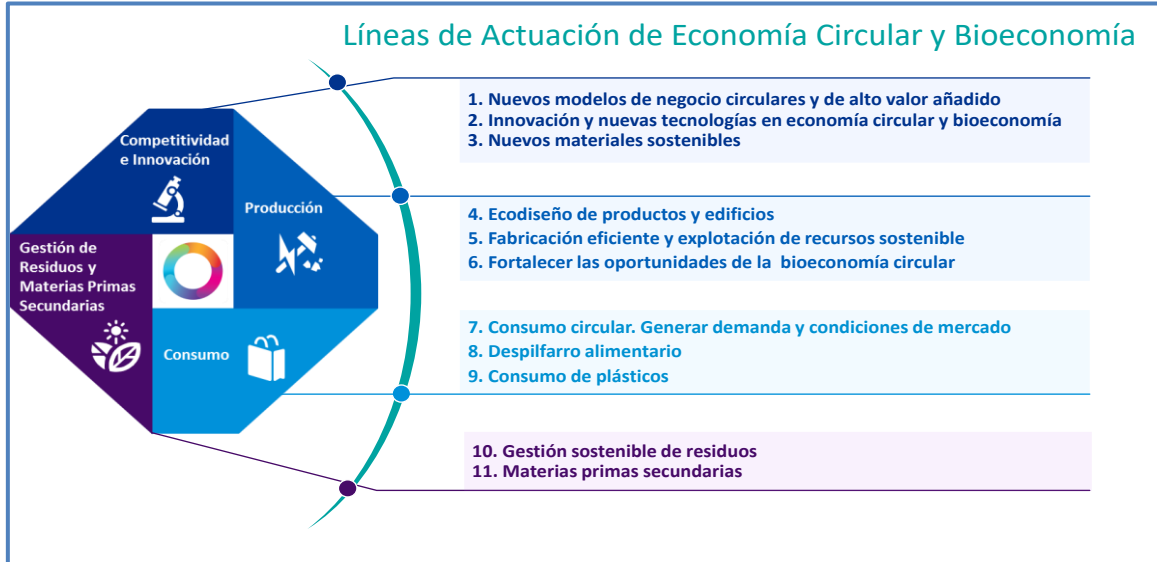 Líneas de Actuación de Economía Circular y Bioeconomía
Competitividad
e Innovación
Producción
Gestión de
Residuos y
Materias Primas
Secundarias
Consumo
1. Nuevos modelos de negocio circulares y de alto valor añadido
2. Innovación y nuevas tecnologías en economía circular y bioeconomía
3. Nuevos materiales sostenibles
4. Ecodiseño de productos y edificios
5. Fabricación eficiente y explotación de recursos sostenible
6. Fortalecer las oportunidades de la bioeconomía circular
7. Consumo circular. Generar demanda y condiciones de mercado
8. Despilfarro alimentario
9. Consumo de plásticos
10. Gestión sostenible de residuos
11. Materias primas secundarias